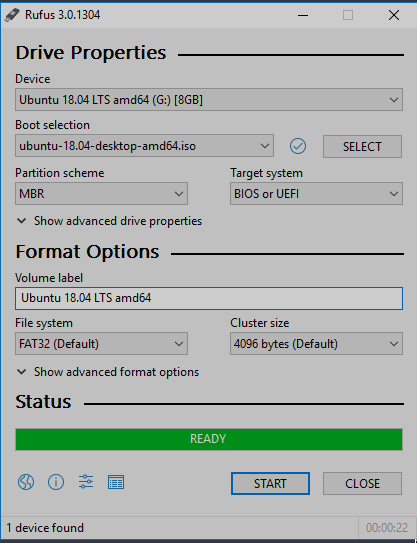 Rufus 3.0.1304
Drive Properties
Device
Ubuntu 18.04 LTS amd64 (G:) [8GB]
Boot selection
ubuntu-18.04-desktop-amd64.iso
SELECT
Partition scheme
Target system
MBR
BIOS or UEFI
Show advanced drive properties
Format Options
Volume label
Ubuntu 18.04 LTS amd64
File system
Cluster size
FAT32 (Default)
4096 bytes (Default)
Show advanced format options
Status
READY
START
CLOSE
1 device found
00:00:22